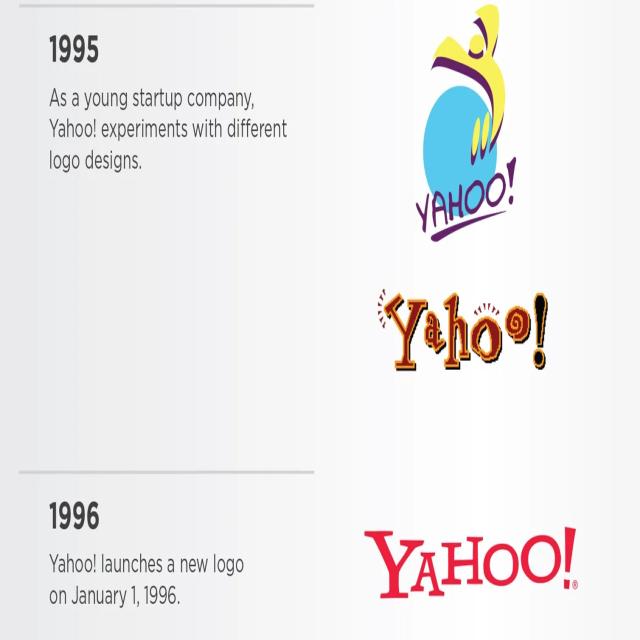 1995
As a young startup company,
Yahoo! experiments with different
logo designs.
YAHOO!
Yahoo!
1996
Yahoo! launches a new logo
on January 1, 1996.
YAHOO!®